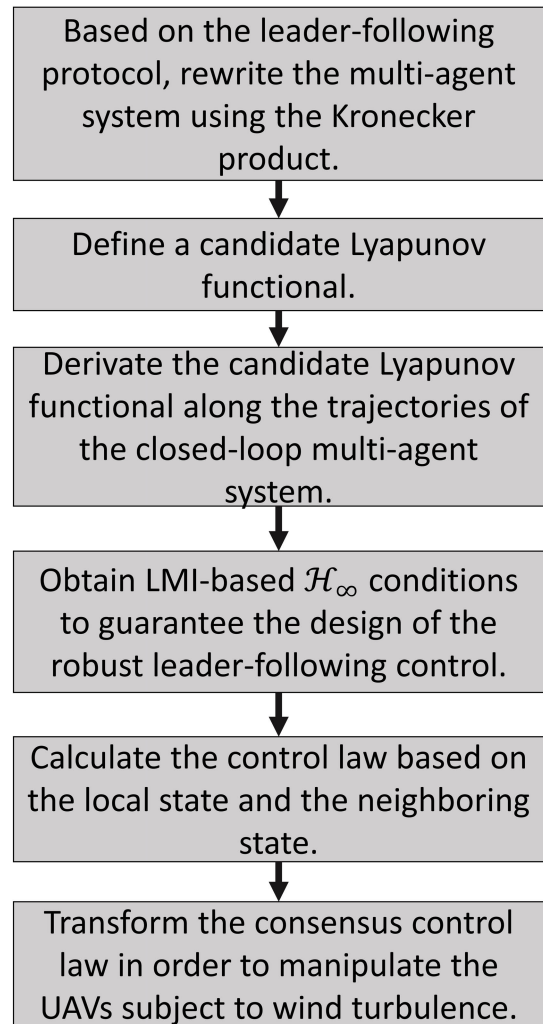 Based on the leader-following
protocol, rewrite the multi-agent
system using the Kronecker
product.
Define a candidate Lyapunov
functional.
Derivate the candidate Lyapunov
functional along the trajectories of
the closed-loop multi-agent
system.
Obtain LMI-based ℋ∞ conditions
to guarantee the design of the
robust leader-following control.
Calculate the control law based on
the local state and the neighboring
state.
Transform the consensus control
law in order to manipulate the
UAVs subject to wind turbulence.